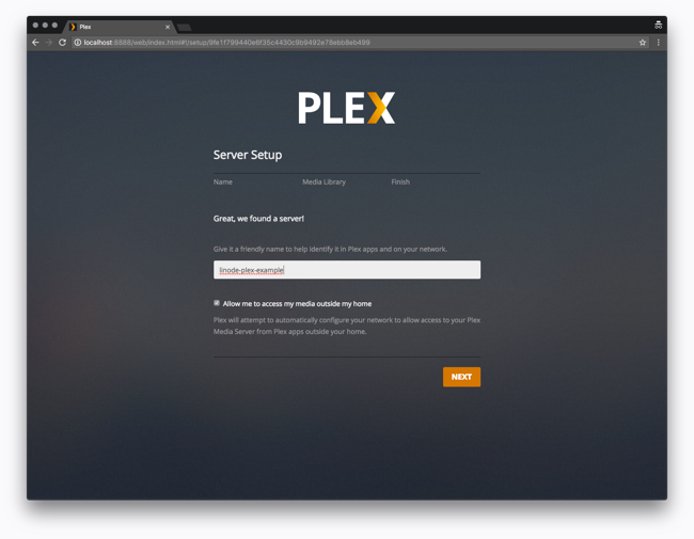 Plex
localhost:8888/web/index.html#!/setup/9fe1f799440e6f35c4430c9b9492e78ebb8eb499
PLEX
Server Setup
Name Media Library Finish
Great, we found a server!
Give it a friendly name to help identify it in Plex apps and on your network.
linode-plex-example
Allow me to access my media outside my home
Plex will attempt to automatically configure your network to allow access to your Plex
Media Server from Plex apps outside your home.
NEXT